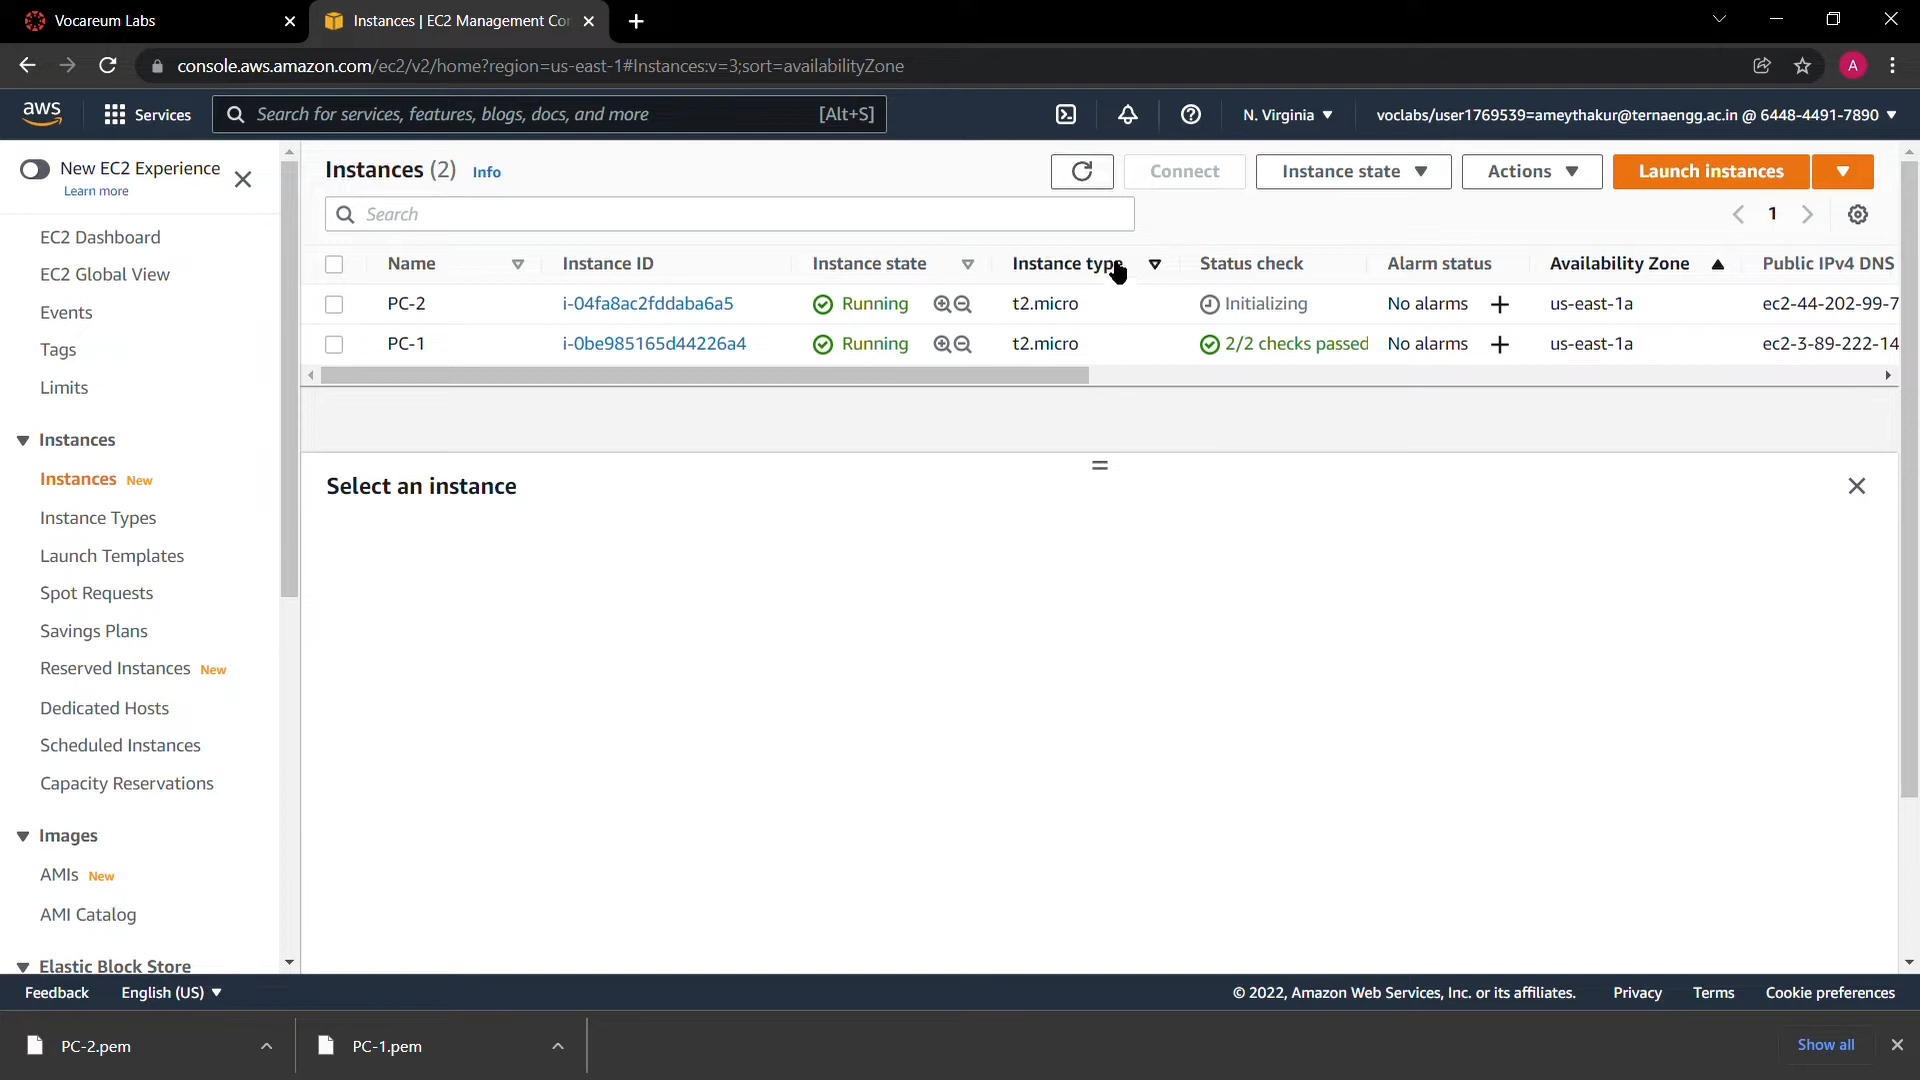 Vocareum Labs
Instances | EC2 Management Cor
console.aws.amazon.com/ec2/v2/home?region=us-east-1#Instances:v=3;sort=availabilityZone
A
aws
Services
Search for services, features, blogs, docs, and more [Alt+S]
N. Virginia
voclabs/user1769539=ameythakur@ternaengg.ac.in @ 6448-4491-7890
New EC2 Experience
Learn more
EC2 Dashboard
EC2 Global View
Events
Tags
Limits
Instances
Instances New
Instance Types
Launch Templates
Spot Requests
Savings Plans
Reserved Instances New
Dedicated Hosts
Scheduled Instances
Capacity Reservations
Images
AMIs New
AMI Catalog
Elastic Block Store
Instances (2) Info
Connect
Instance state
Actions
Launch instances
Search
1
Name Instance ID Instance state Instance type Status check Alarm status Availability Zone Public IPv4 DNS
PC-2 i-04fa8ac2fddaba6a5 Running t2.micro Initializing No alarms + us-east-1a ec2-44-202-99-7
PC-1 i-0be985165d44226a4 Running t2.micro 2/2 checks passed No alarms + us-east-1a ec2-3-89-222-14
Select an instance
Feedback English (US) © 2022, Amazon Web Services, Inc. or its affiliates. Privacy Terms Cookie preferences
PC-2.pem PC-1.pem Show all